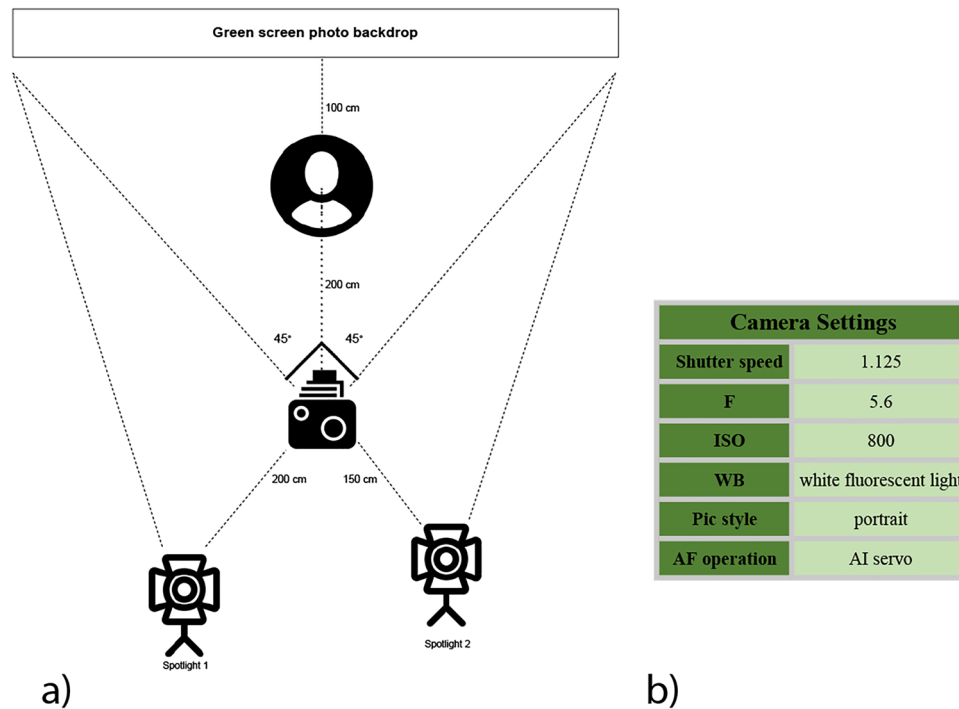 Green screen photo backdrop
100 cm
200 cm
45°
45°
200 cm
150 cm
Spotlight 1
Spotlight 2
a)
Camera Settings
Shutter speed 1.125
F 5.6
ISO 800
WB white fluorescent light
Pic style portrait
AF operation AI servo
b)